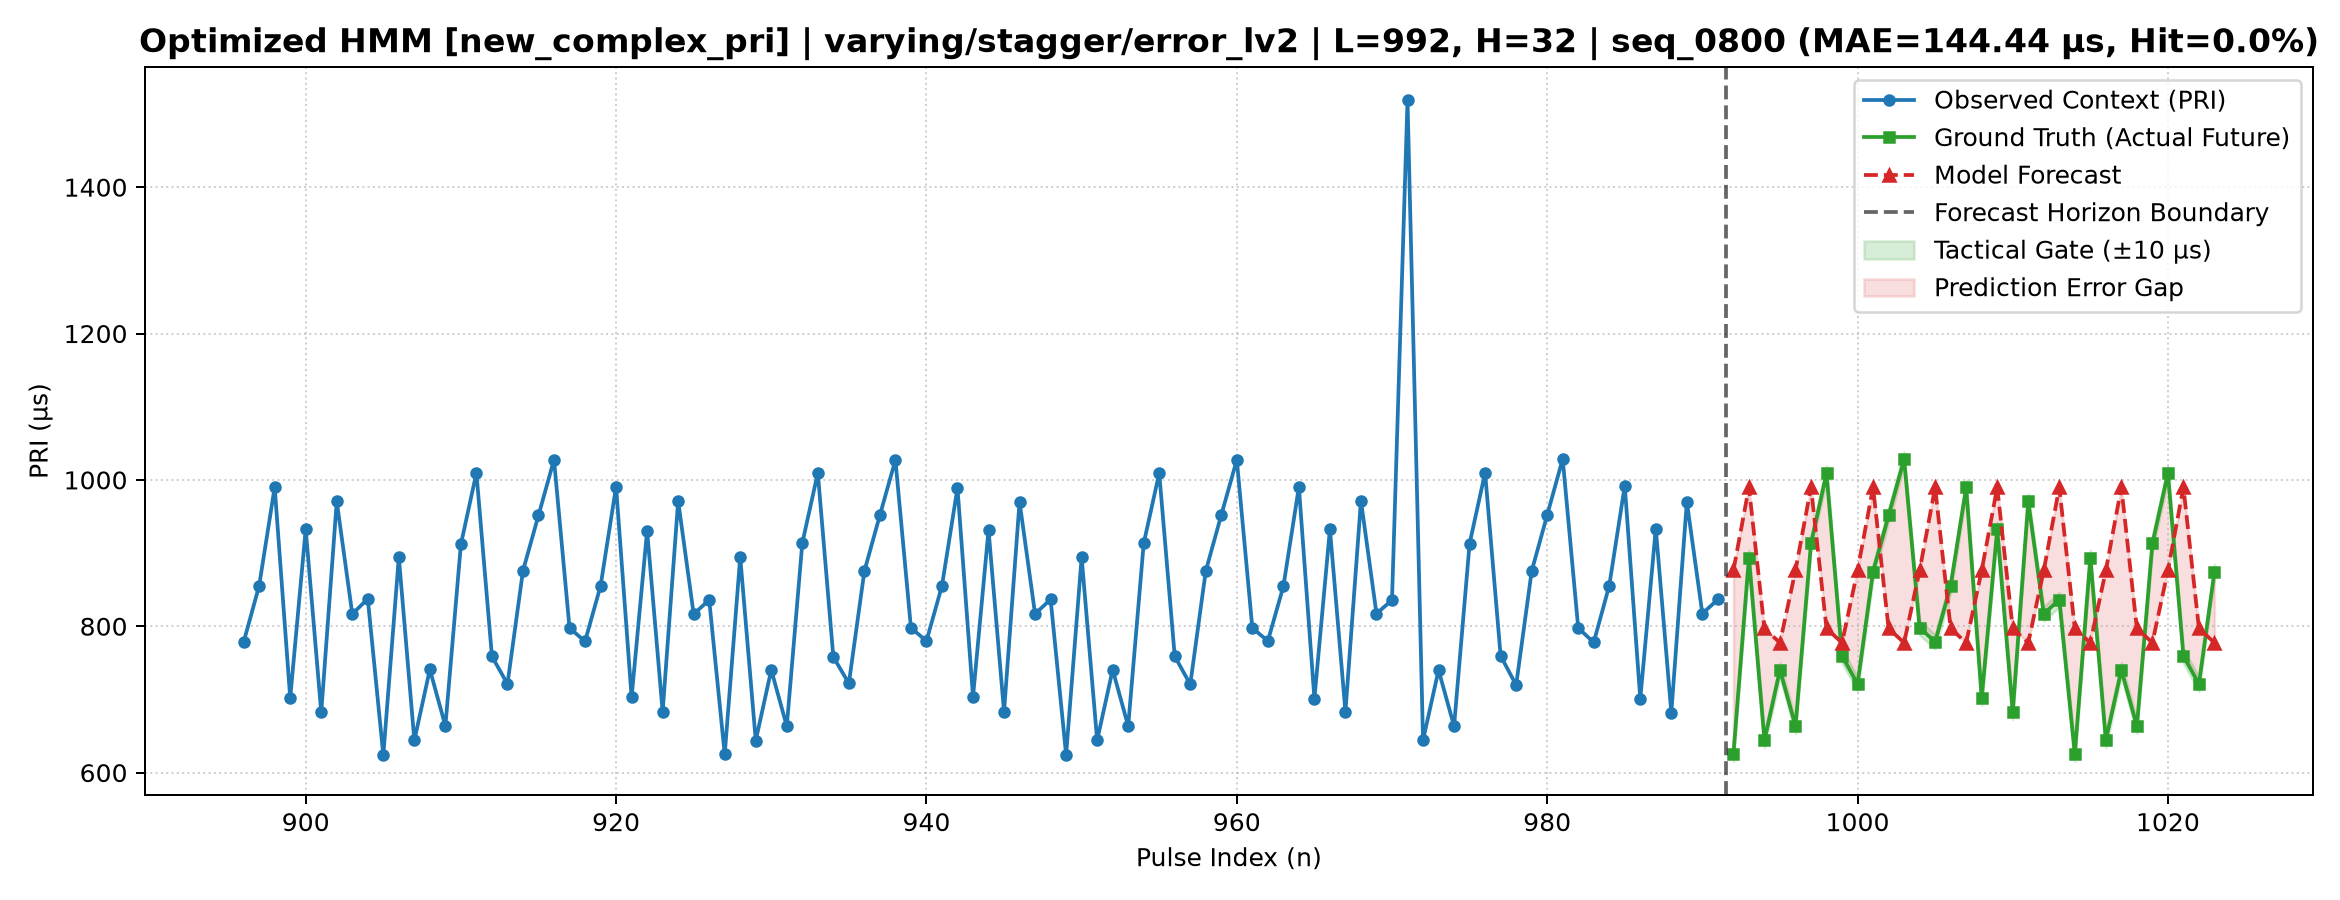 Optimized HMM [new_complex_pri] | varying/stagger/error_lv2 | L=992, H=32 | seq_0800 (MAE=144.44 µs, Hit=0.0%)
Observed Context (PRI)
Ground Truth (Actual Future)
Model Forecast
Forecast Horizon Boundary
Tactical Gate (±10 µs)
Prediction Error Gap
PRI (µs)
1400
1200
1000
800
600
900 920 940 960 980 1000 1020
Pulse Index (n)